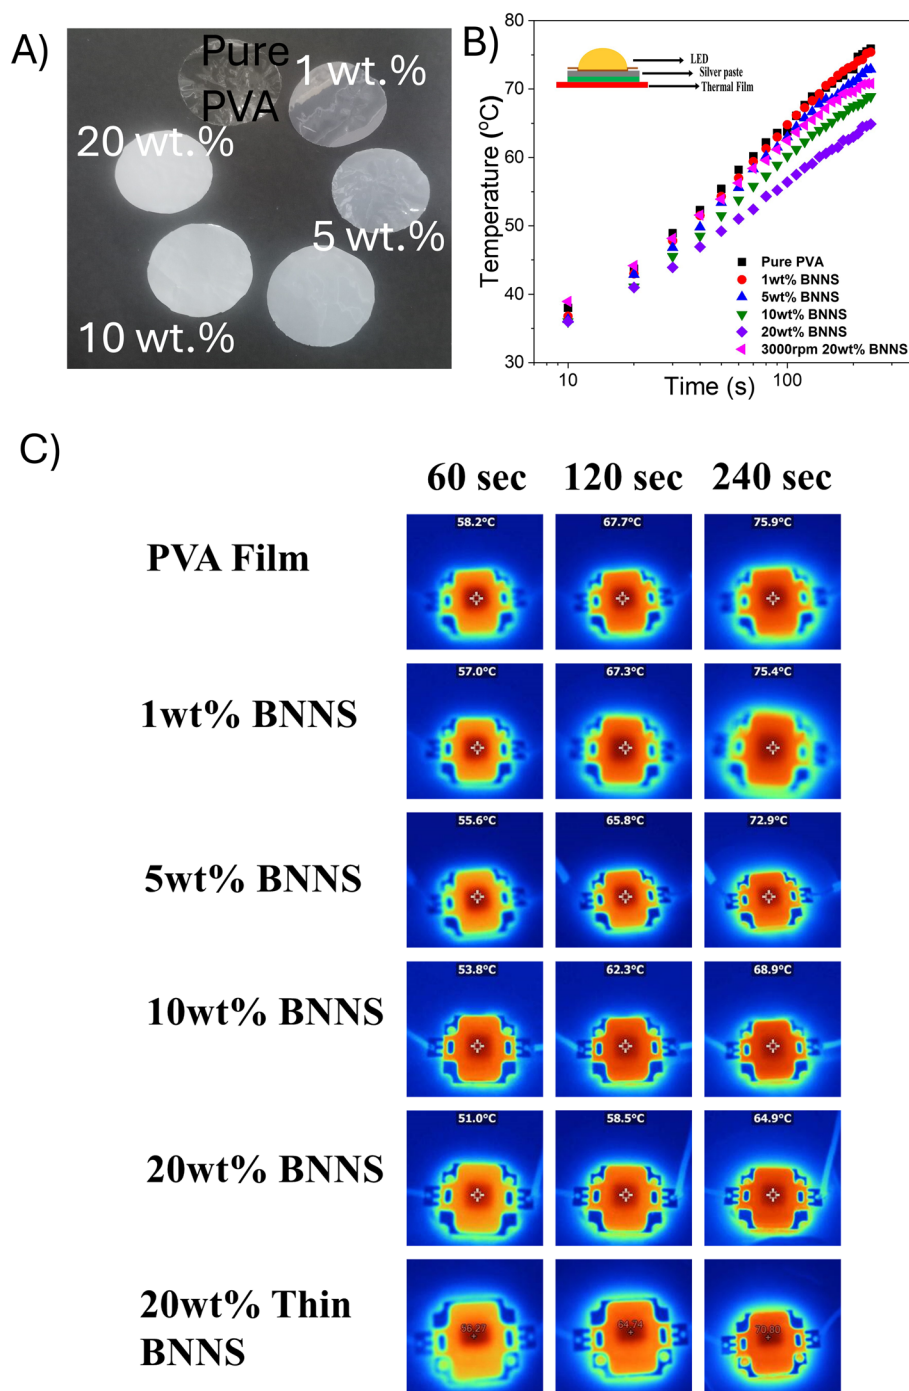 A)
Pure
PVA
1 wt.%
20 wt.%
5 wt.%
10 wt.%
B)
LED
Silver paste
Thermal Film
Temperature (°C)
80
70
60
50
40
30
Pure PVA
1wt% BNNS
5wt% BNNS
10wt% BNNS
20wt% BNNS
3000rpm 20wt% BNNS
10
100
Time (s)
C)
60 sec
120 sec
240 sec
PVA Film
58.2°C
67.7°C
75.9°C
1wt% BNNS
57.0°C
67.3°C
75.4°C
5wt% BNNS
55.6°C
65.8°C
72.9°C
10wt% BNNS
53.8°C
62.3°C
68.9°C
20wt% BNNS
51.0°C
58.5°C
64.9°C
20wt% Thin
BNNS
64.74